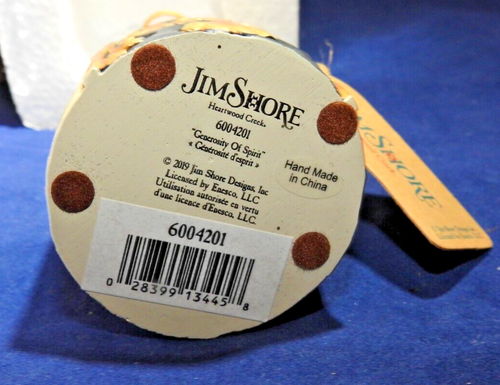 JIM SHORE
Heartwood Creek®
6004201
"Generosity Of Spirit"
« Générosité d'esprit »
© 2019 Jim Shore Designs, Inc
Licensed by Enesco, LLC.
Utilisation autorisée en vertu
d'une licence d'Enesco, LLC.
Hand Made
in China
6004201
0 28399 13445 8
JIM SHORE